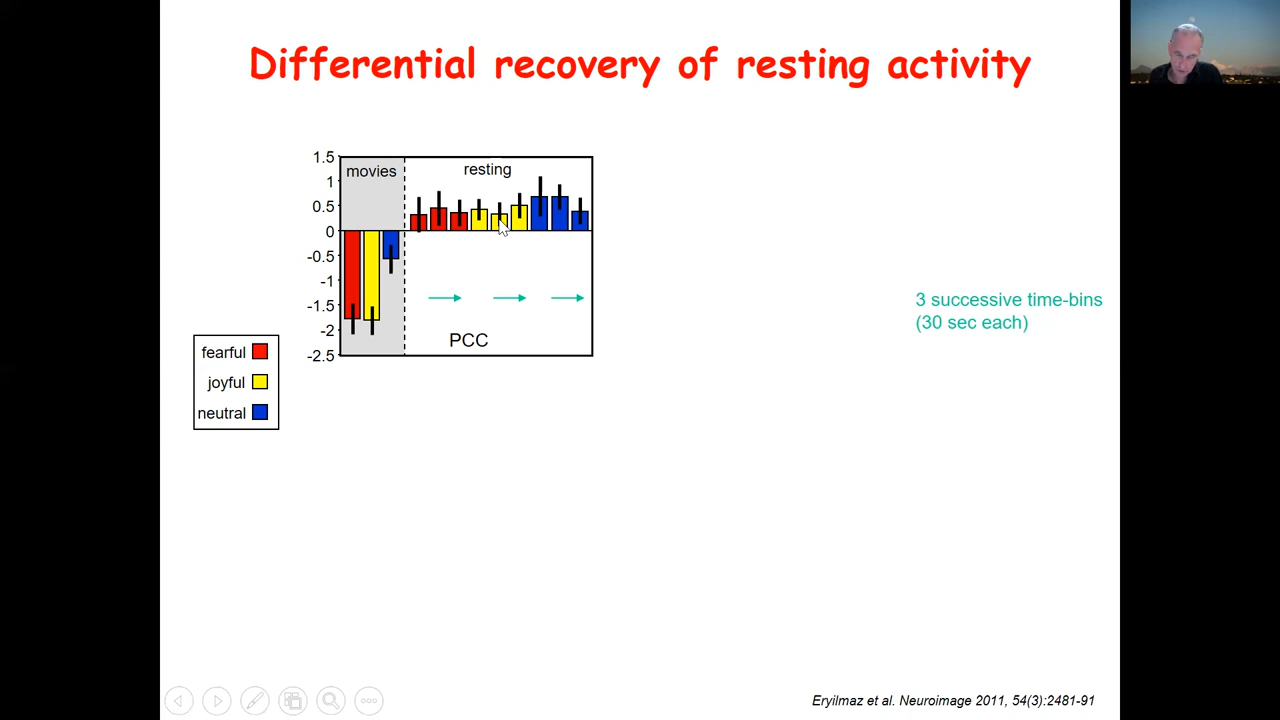 Differential recovery of resting activity
movies
resting
1.5
1
0.5
0
-0.5
-1
-1.5
-2
-2.5
PCC
3 successive time-bins
(30 sec each)
fearful
joyful
neutral
Eryilmaz et al. Neuroimage 2011, 54(3):2481-91